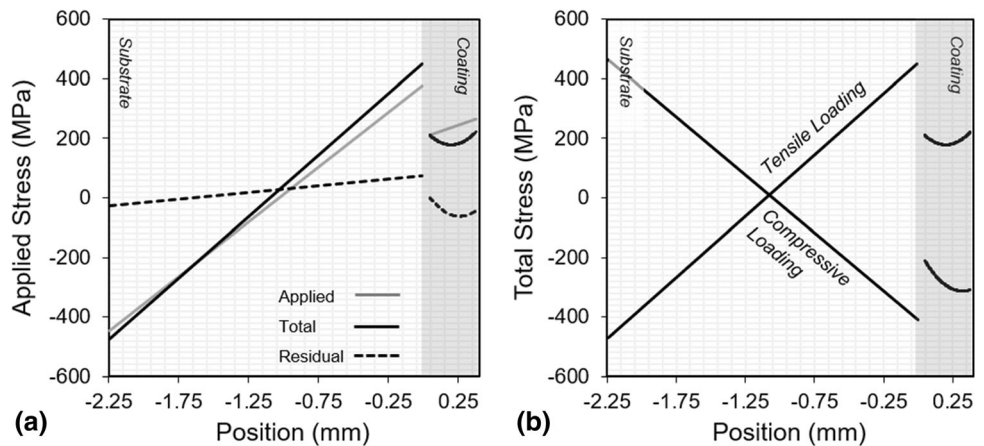 600
400
200
0
-200
-400
-600
Applied Stress (MPa)
Substrate
Coating
Applied
Total
Residual
-2.25 -1.75 -1.25 -0.75 -0.25 0.25
Position (mm)
(a)
600
400
200
0
-200
-400
-600
Total Stress (MPa)
Substrate
Coating
Tensile Loading
Compressive
Loading
-2.25 -1.75 -1.25 -0.75 -0.25 0.25
Position (mm)
(b)